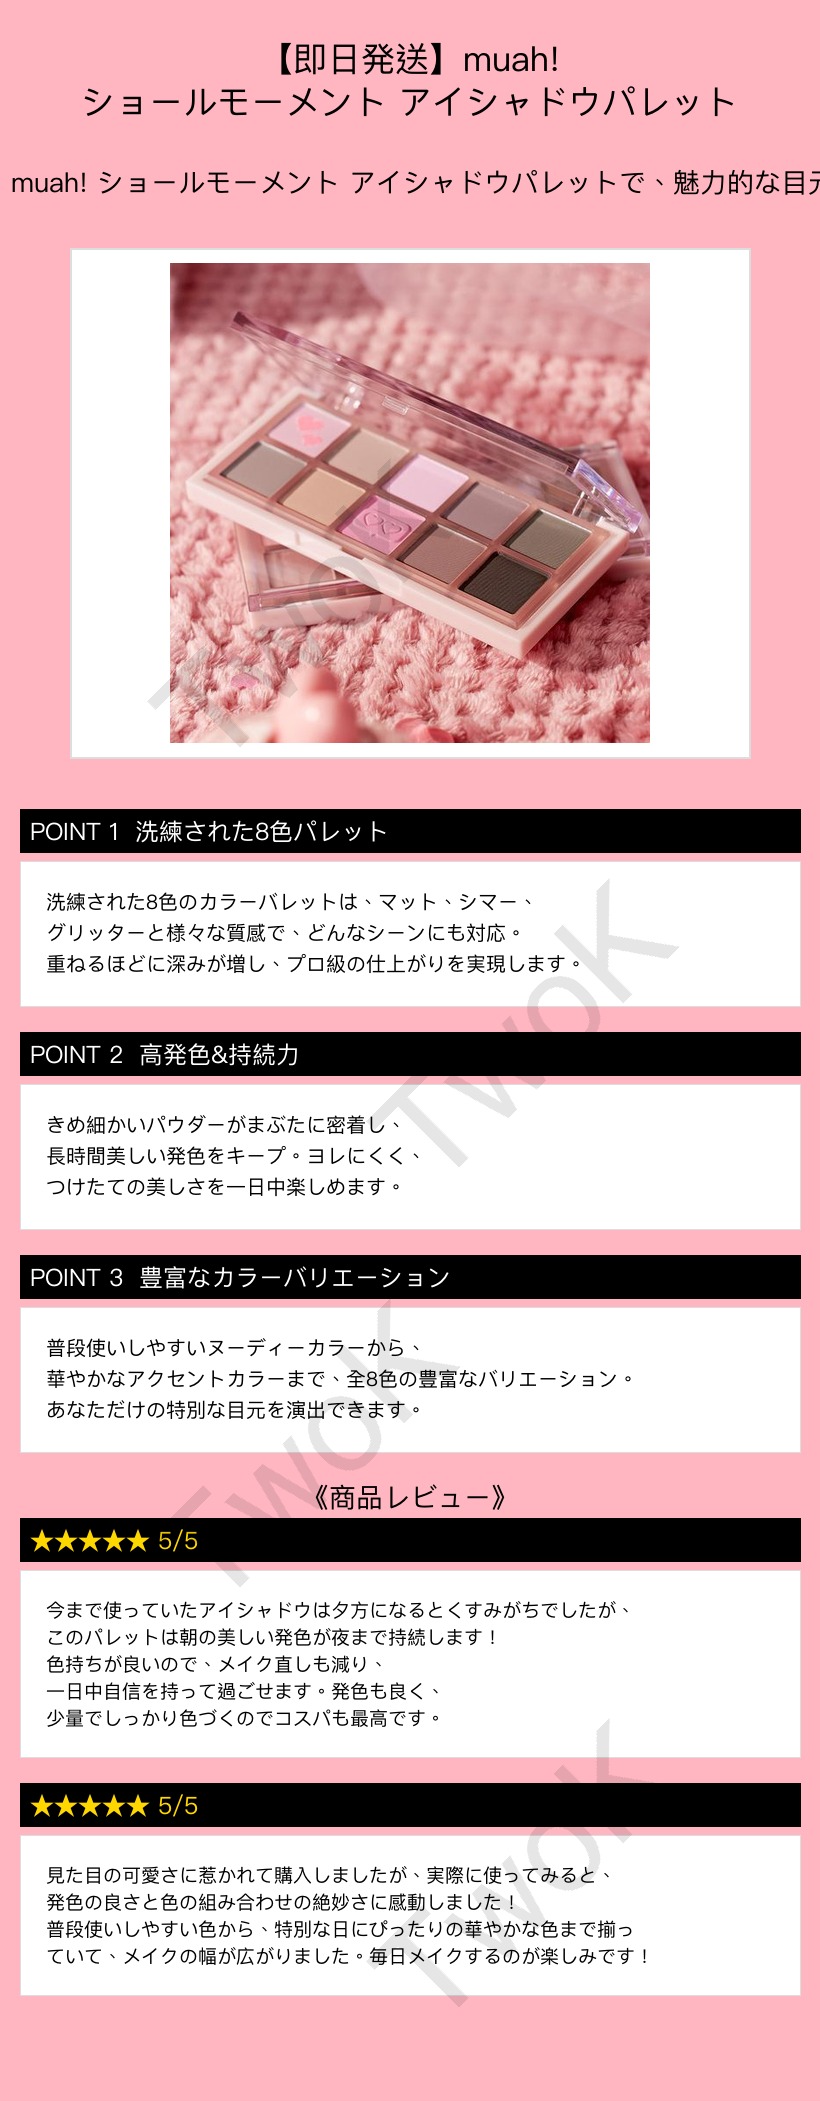 【即日発送】muah!
ショールモーメント アイシャドウパレット
muah! ショールモーメント アイシャドウパレットで、魅力的な目元
TwoK
POINT 1 洗練された8色パレット
洗練された8色のカラーバレットは、マット、シマー、
グリッターと様々な質感で、どんなシーンにも対応。
重ねるほどに深みが増し、プロ級の仕上がりを実現します。
TwoK
POINT 2 高発色&持続力
きめ細かいパウダーがまぶたに密着し、
長時間美しい発色をキープ。ヨレにくく、
つけたての美しさを一日中楽しめます。
POINT 3 豊富なカラーバリエーション
普段使いしやすいヌーディーカラーから、
華やかなアクセントカラーまで、全8色の豊富なバリエーション。
あなただけの特別な目元を演出できます。
TwoK
《商品レビュー》
★★★★★ 5/5
今まで使っていたアイシャドウは夕方になるとくすみがちでしたが、
このパレットは朝の美しい発色が夜まで持続します！
色持ちが良いので、メイク直しも減り、
一日中自信を持って過ごせます。発色も良く、
少量でしっかり色づくのでコスパも最高です。
TwoK
★★★★★ 5/5
見た目の可愛さに惹かれて購入しましたが、実際に使ってみると、
発色の良さと色の組み合わせの絶妙さに感動しました！
普段使いしやすい色から、特別な日にぴったりの華やかな色まで揃っ
ていて、メイクの幅が広がりました。毎日メイクするのが楽しみです！